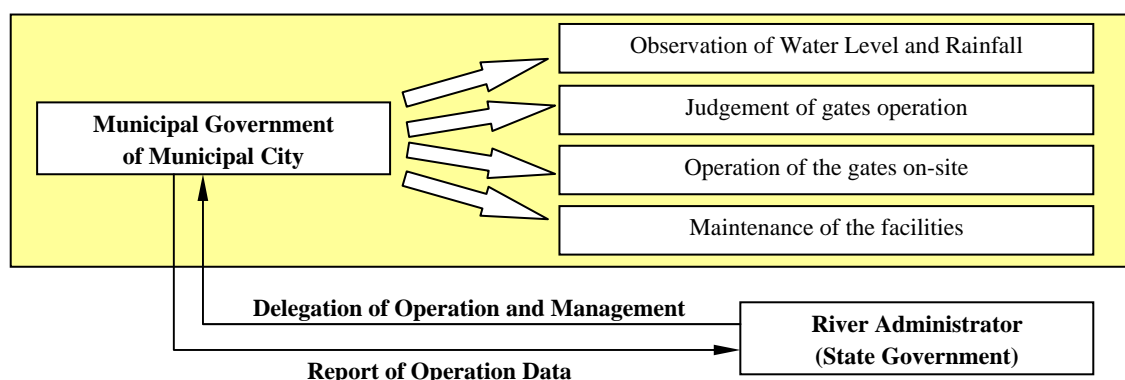 Observation of Water Level and Rainfall
Judgement of gates operation
Municipal Government
of Municipal City
Operation of the gates on-site
Maintenance of the facilities
Delegation of Operation and Management
River Administrator
(State Government)
Report of Operation Data